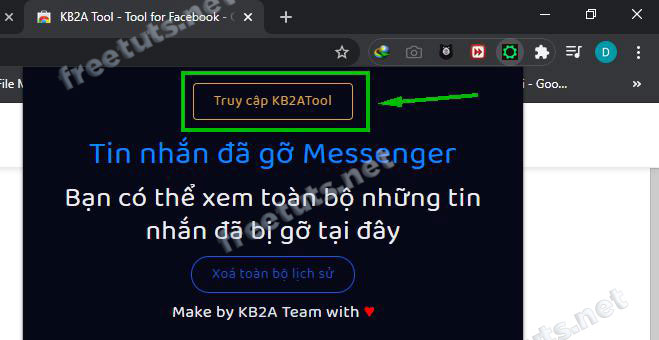 KB2A Tool - Tool for Facebook - C
freetuts.net
D
File M
i - Goo...
»
Truy cập KB2ATool
Tin nhắn đã gỡ Messenger
Bạn có thể xem toàn bộ những tin
nhắn đã bị gỡ tại đây
freetuts.net
Xoá toàn bộ lịch sử
Make by KB2A Team with ♥
uts.net